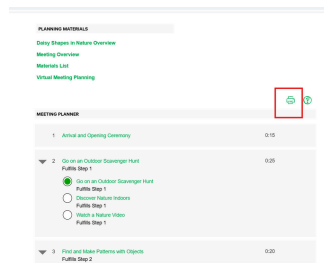 PLANNING MATERIALS
Daisy Shapes in Nature Overview
Meeting Overview
Materials List
Virtual Meeting Planning
?
MEETING PLANNER
1 Arrival and Opening Ceremony 0:15
2 Go on an Outdoor Scavenger Hunt 0:25
Fulfills Step 1
Go on an Outdoor Scavenger Hunt
Fulfills Step 1
Discover Nature Indoors
Fulfills Step 1
Watch a Nature Video
Fulfills Step 1
3 Find and Make Patterns with Objects 0:20
Fulfills Step 2